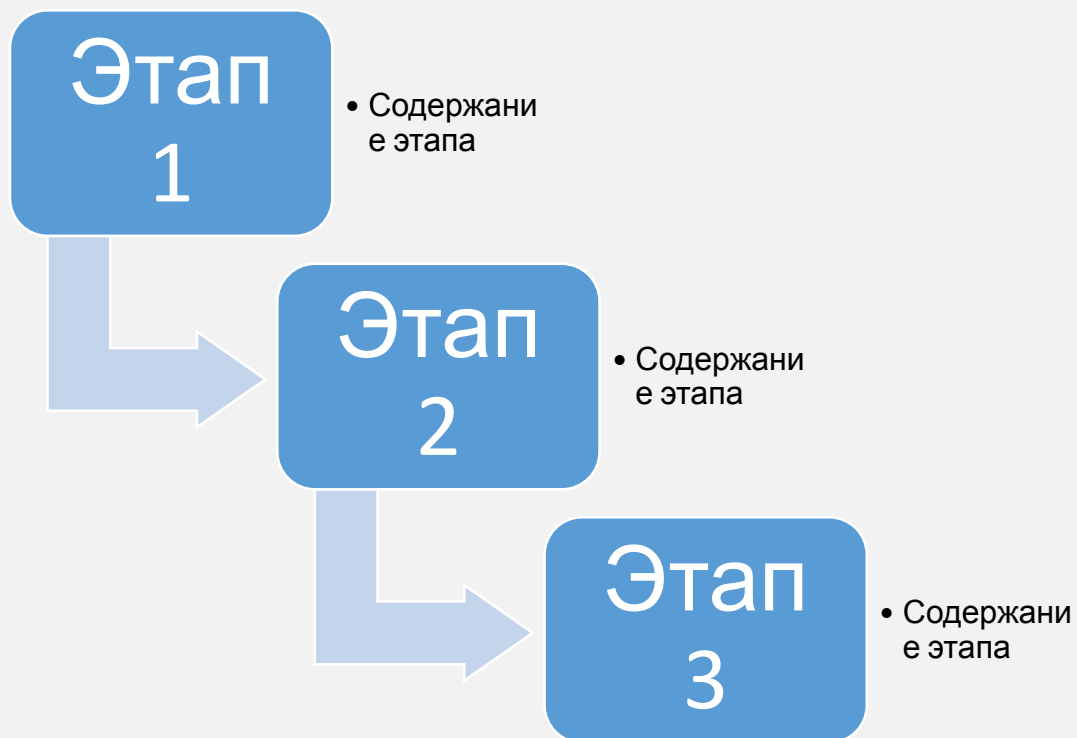 Этап
1
• Содержани
е этапа
Этап
2
• Содержани
е этапа
Этап
3
• Содержани
е этапа